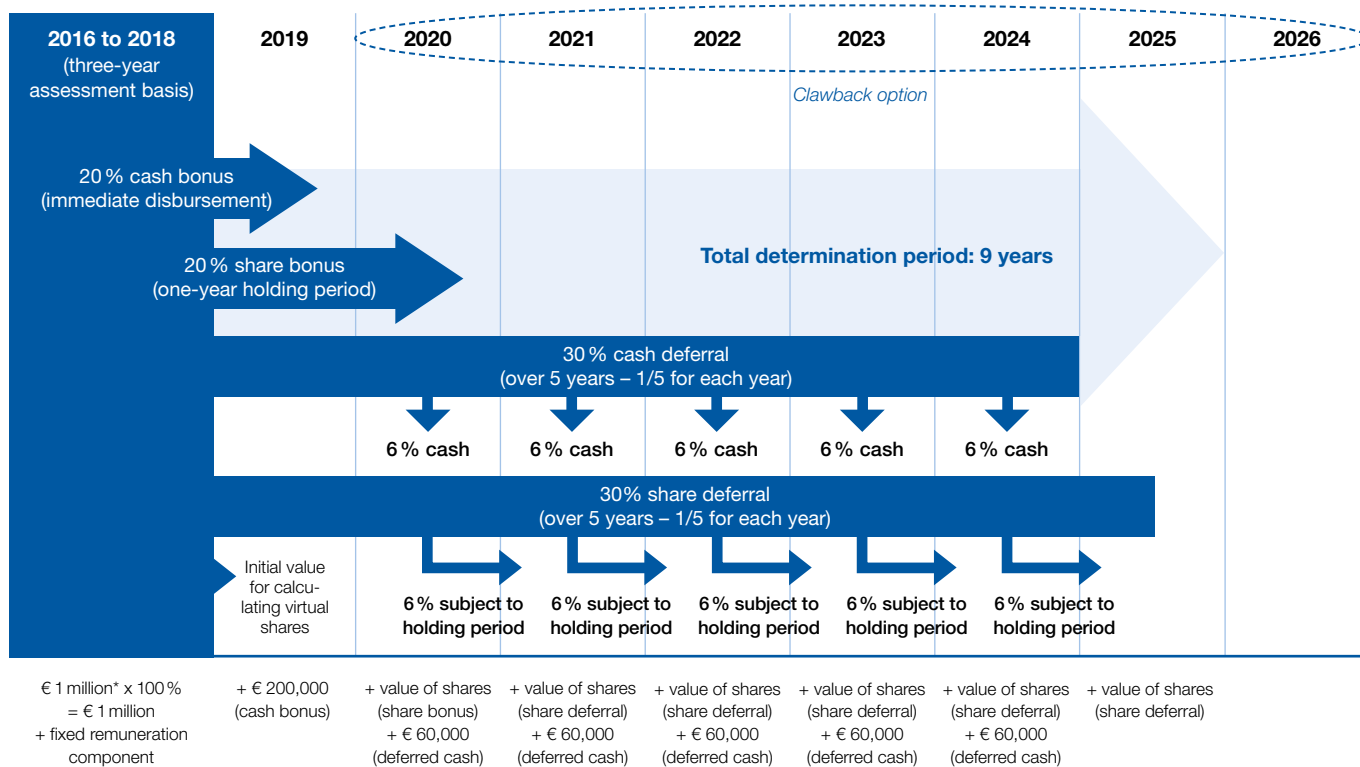 2016 to 2018
(three-year
assessment basis)
2019
2020
2021
2022
2023
2024
2025
2026
Clawback option
20 % cash bonus
(immediate disbursement)
20 % share bonus
(one-year holding period)
Total determination period: 9 years
30 % cash deferral
(over 5 years – 1/5 for each year)
6 % cash
6 % cash
6 % cash
6 % cash
6 % cash
30% share deferral
(over 5 years – 1/5 for each year)
Initial value
for calcu-
lating virtual
shares
6 % subject to
holding period
6 % subject to
holding period
6 % subject to
holding period
6 % subject to
holding period
6 % subject to
holding period
€ 1 million* x 100 %
= € 1 million
+ fixed remuneration
component
+ € 200,000
(cash bonus)
+ value of shares
(share bonus)
+ € 60,000
(deferred cash)
+ value of shares
(share deferral)
+ € 60,000
(deferred cash)
+ value of shares
(share deferral)
+ € 60,000
(deferred cash)
+ value of shares
(share deferral)
+ € 60,000
(deferred cash)
+ value of shares
(share deferral)
+ € 60,000
(deferred cash)
+ value of shares
(share deferral)